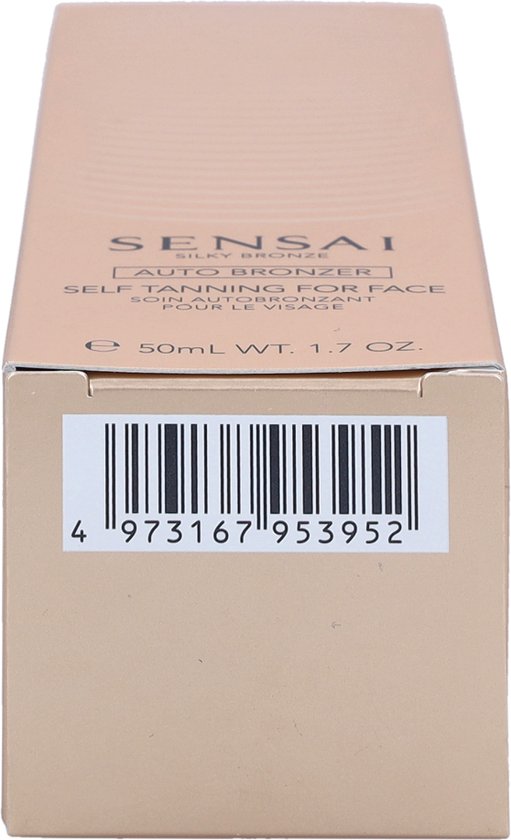 SENSAI
SILKY BRONZE
AUTO BRONZER
SELF TANNING FOR FACE
SOIN AUTOBRONZANT
POUR LE VISAGE
℮ 50mL WT. 1.7 OZ.
4 973167 953952